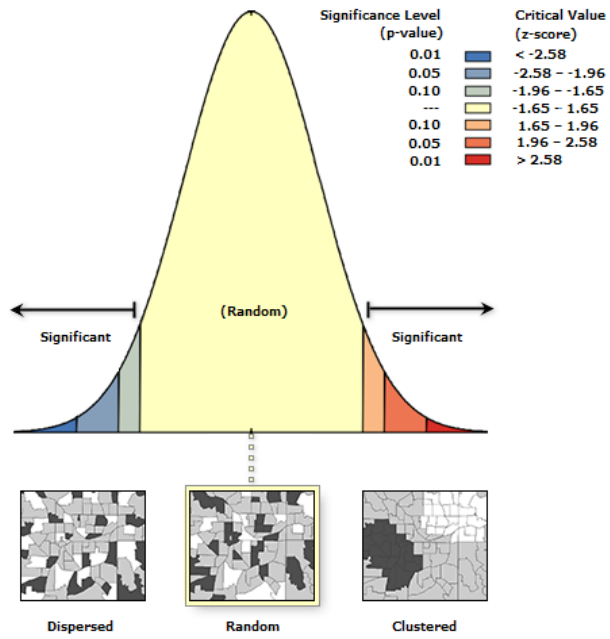 Significance Level Critical Value
(p-value) (z-score)
0.01 < -2.58
0.05 -2.58 – -1.96
0.10 -1.96 – -1.65
--- -1.65 – 1.65
0.10 1.65 – 1.96
0.05 1.96 – 2.58
0.01 > 2.58
(Random)
Significant Significant
Dispersed Random Clustered